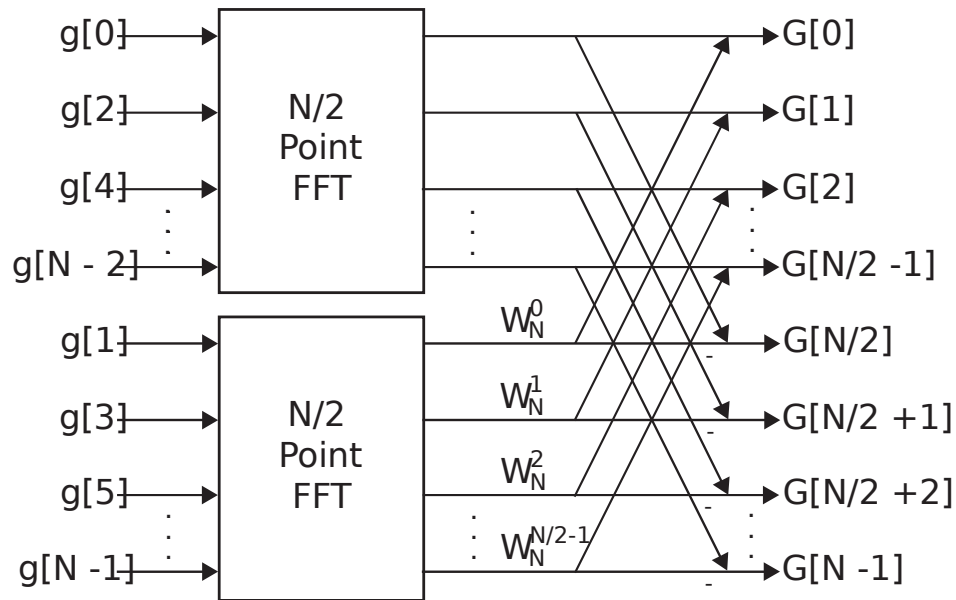 g[0]
g[2]
g[4]
g[N - 2]
N/2
Point
FFT
G[0]
G[1]
G[2]
G[N/2 -1]
g[1]
g[3]
g[5]
g[N -1]
N/2
Point
FFT
W_N^0
W_N^1
W_N^2
W_N^{N/2-1}
-
-
-
-
G[N/2]
G[N/2 +1]
G[N/2 +2]
G[N -1]